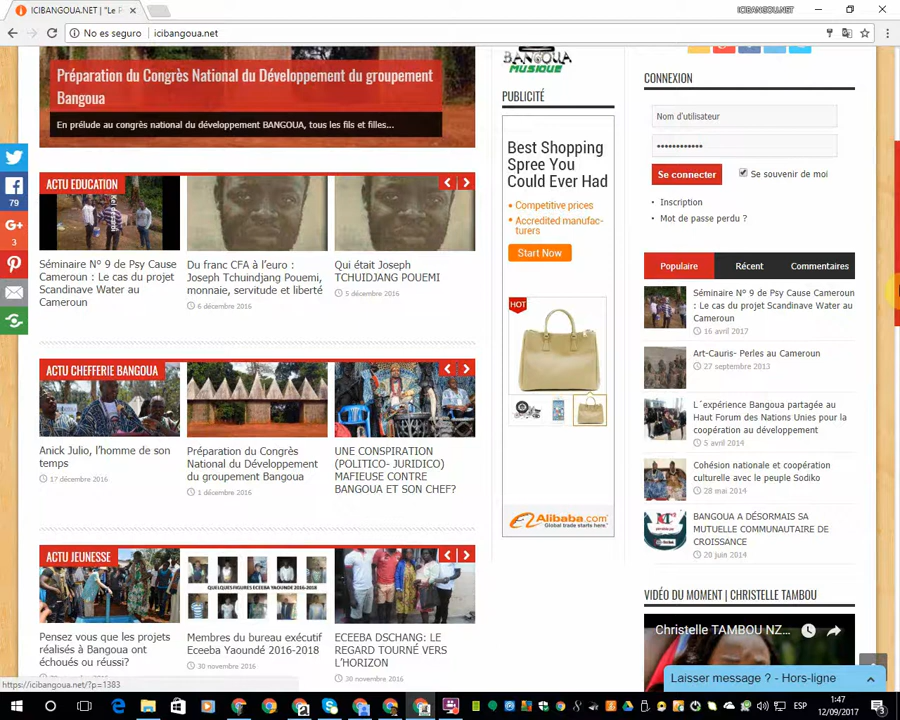 ICIBANGOUA.NET | "Le P
ICIBANGOUA.NET
No es seguro
icibangoua.net
Préparation du Congrès National du Développement du groupement
Bangoua
En prélude au congrès national du développement BANGOUA, tous les fils et filles...
79
3
ACTU EDUCATION
Séminaire N° 9 de Psy Cause
Cameroun : Le cas du projet
Scandinave Water au
Cameroun
Du franc CFA à l'euro :
Joseph Tchuindjang Pouemi,
monnaie, servitude et liberté
6 décembre 2016
Qui était Joseph
TCHUIDJANG POUEMI
5 décembre 2016
ACTU CHEFFERIE BANGOUA
Anick Julio, l'homme de son
temps
17 décembre 2016
Préparation du Congrès
National du Développement
du groupement Bangoua
1 décembre 2016
UNE CONSPIRATION
(POLITICO- JURIDICO)
MAFIEUSE CONTRE
BANGOUA ET SON CHEF?
ACTU JEUNESSE
Pensez vous que les projets
réalisés à Bangoua ont
échoués ou réussi?
QUELQUES FIGURES ECEEBA YAOUNDE 2016-2018
Membres du bureau exécutif
Eceeba Yaoundé 2016-2018
30 novembre 2016
ECEEBA DSCHANG: LE
REGARD TOURNÉ VERS
L'HORIZON
30 novembre 2016
https://icibangoua.net/?p=1383
BANGOUA
MUSIQUE
PUBLICITÉ
Best Shopping
Spree You
Could Ever Had
• Competitive prices
• Accredited manufac-
turers
Start Now
HOT
Alibaba.com
Global trade starts here.
CONNEXION
Nom d'utilisateur
••••••••••••
Se connecter
Se souvenir de moi
Inscription
Mot de passe perdu ?
Populaire
Récent
Commentaires
Séminaire N° 9 de Psy Cause Cameroun
: Le cas du projet Scandinave Water au
Cameroun
16 avril 2017
Art-Cauris- Perles au Cameroun
27 septembre 2013
L´expérience Bangoua partagée au
Haut Forum des Nations Unies pour la
coopération au développement
5 avril 2014
Cohésion nationale et coopération
culturelle avec le peuple Sodiko
28 mai 2014
BANGOUA A DÉSORMAIS SA
MUTUELLE COMMUNAUTAIRE DE
CROISSANCE
20 juin 2014
VIDÉO DU MOMENT | CHRISTELLE TAMBOU
Christelle TAMBOU NZ...
Laisser message ? - Hors-ligne
ESP
1:47
12/09/2017